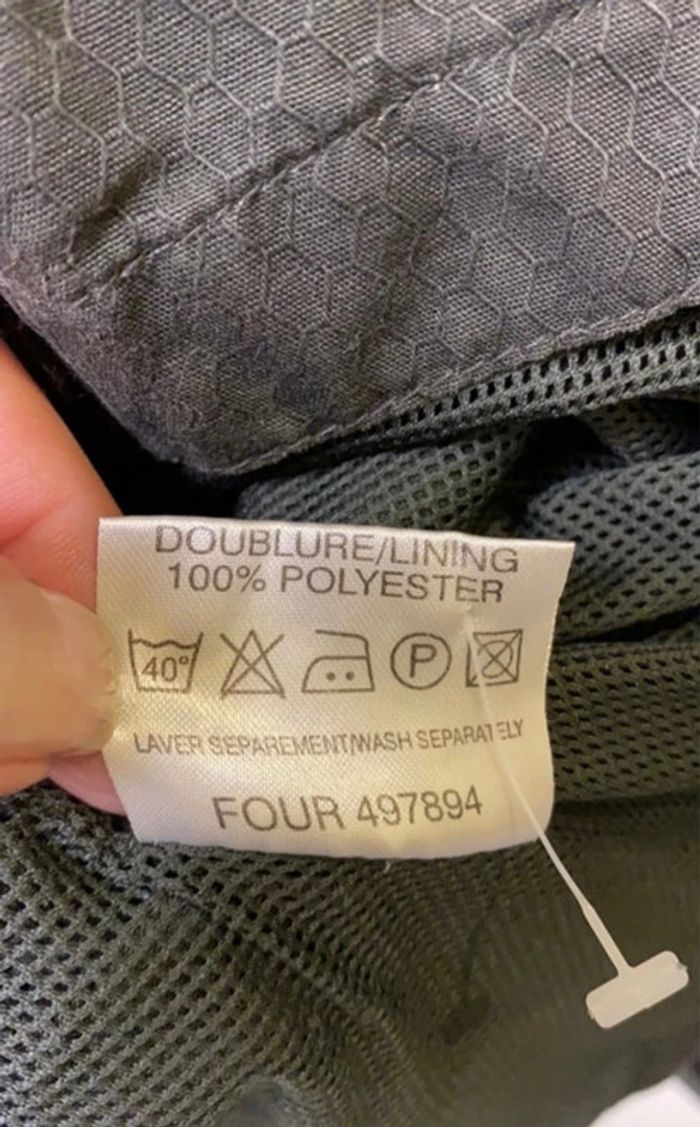 DOUBLURE/LINING
100% POLYESTER
40° P
LAVER SEPAREMENT/WASH SEPARATELY
FOUR 497894